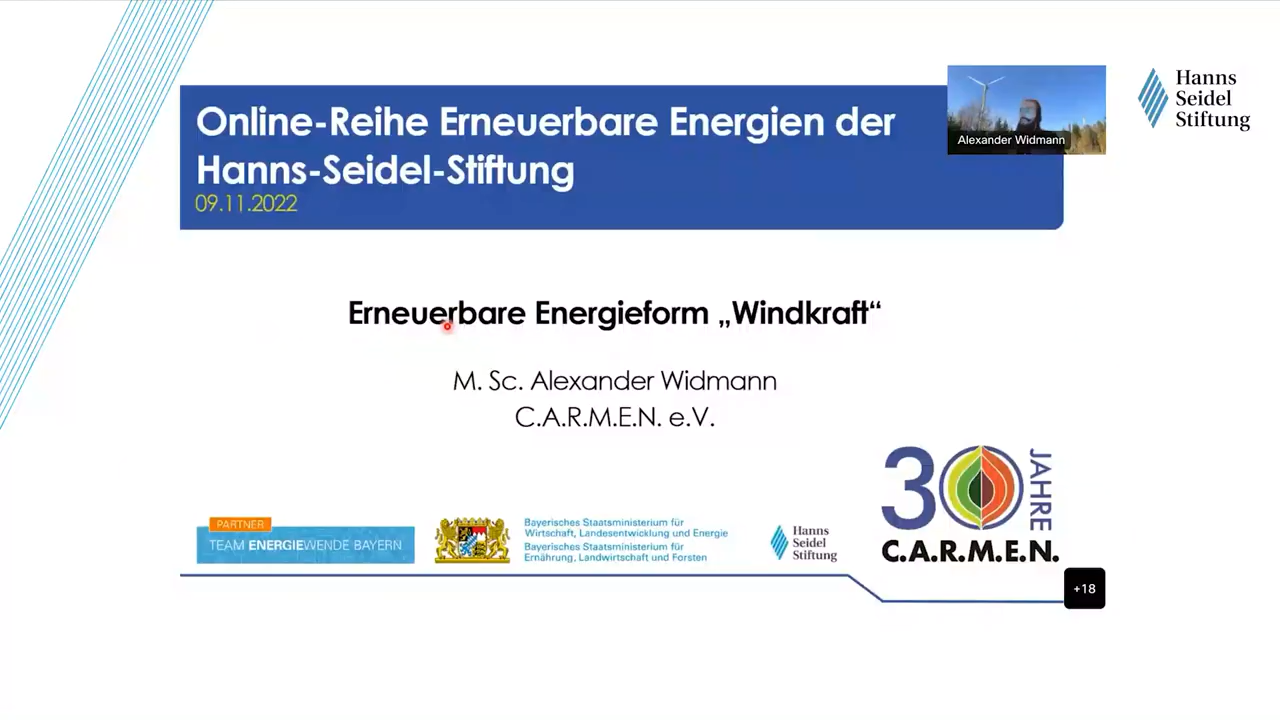 Online-Reihe Erneuerbare Energien der
Hanns-Seidel-Stiftung
09.11.2022
Alexander Widmann
Hanns
Seidel
Stiftung
Erneuerbare Energieform „Windkraft“
M. Sc. Alexander Widmann
C.A.R.M.E.N. e.V.
PARTNER
TEAM ENERGIEWENDE BAYERN
Bayerisches Staatsministerium für
Wirtschaft, Landesentwicklung und Energie
Bayerisches Staatsministerium für
Ernährung, Landwirtschaft und Forsten
Hanns
Seidel
Stiftung
30 JAHRE
C.A.R.M.E.N.
+18